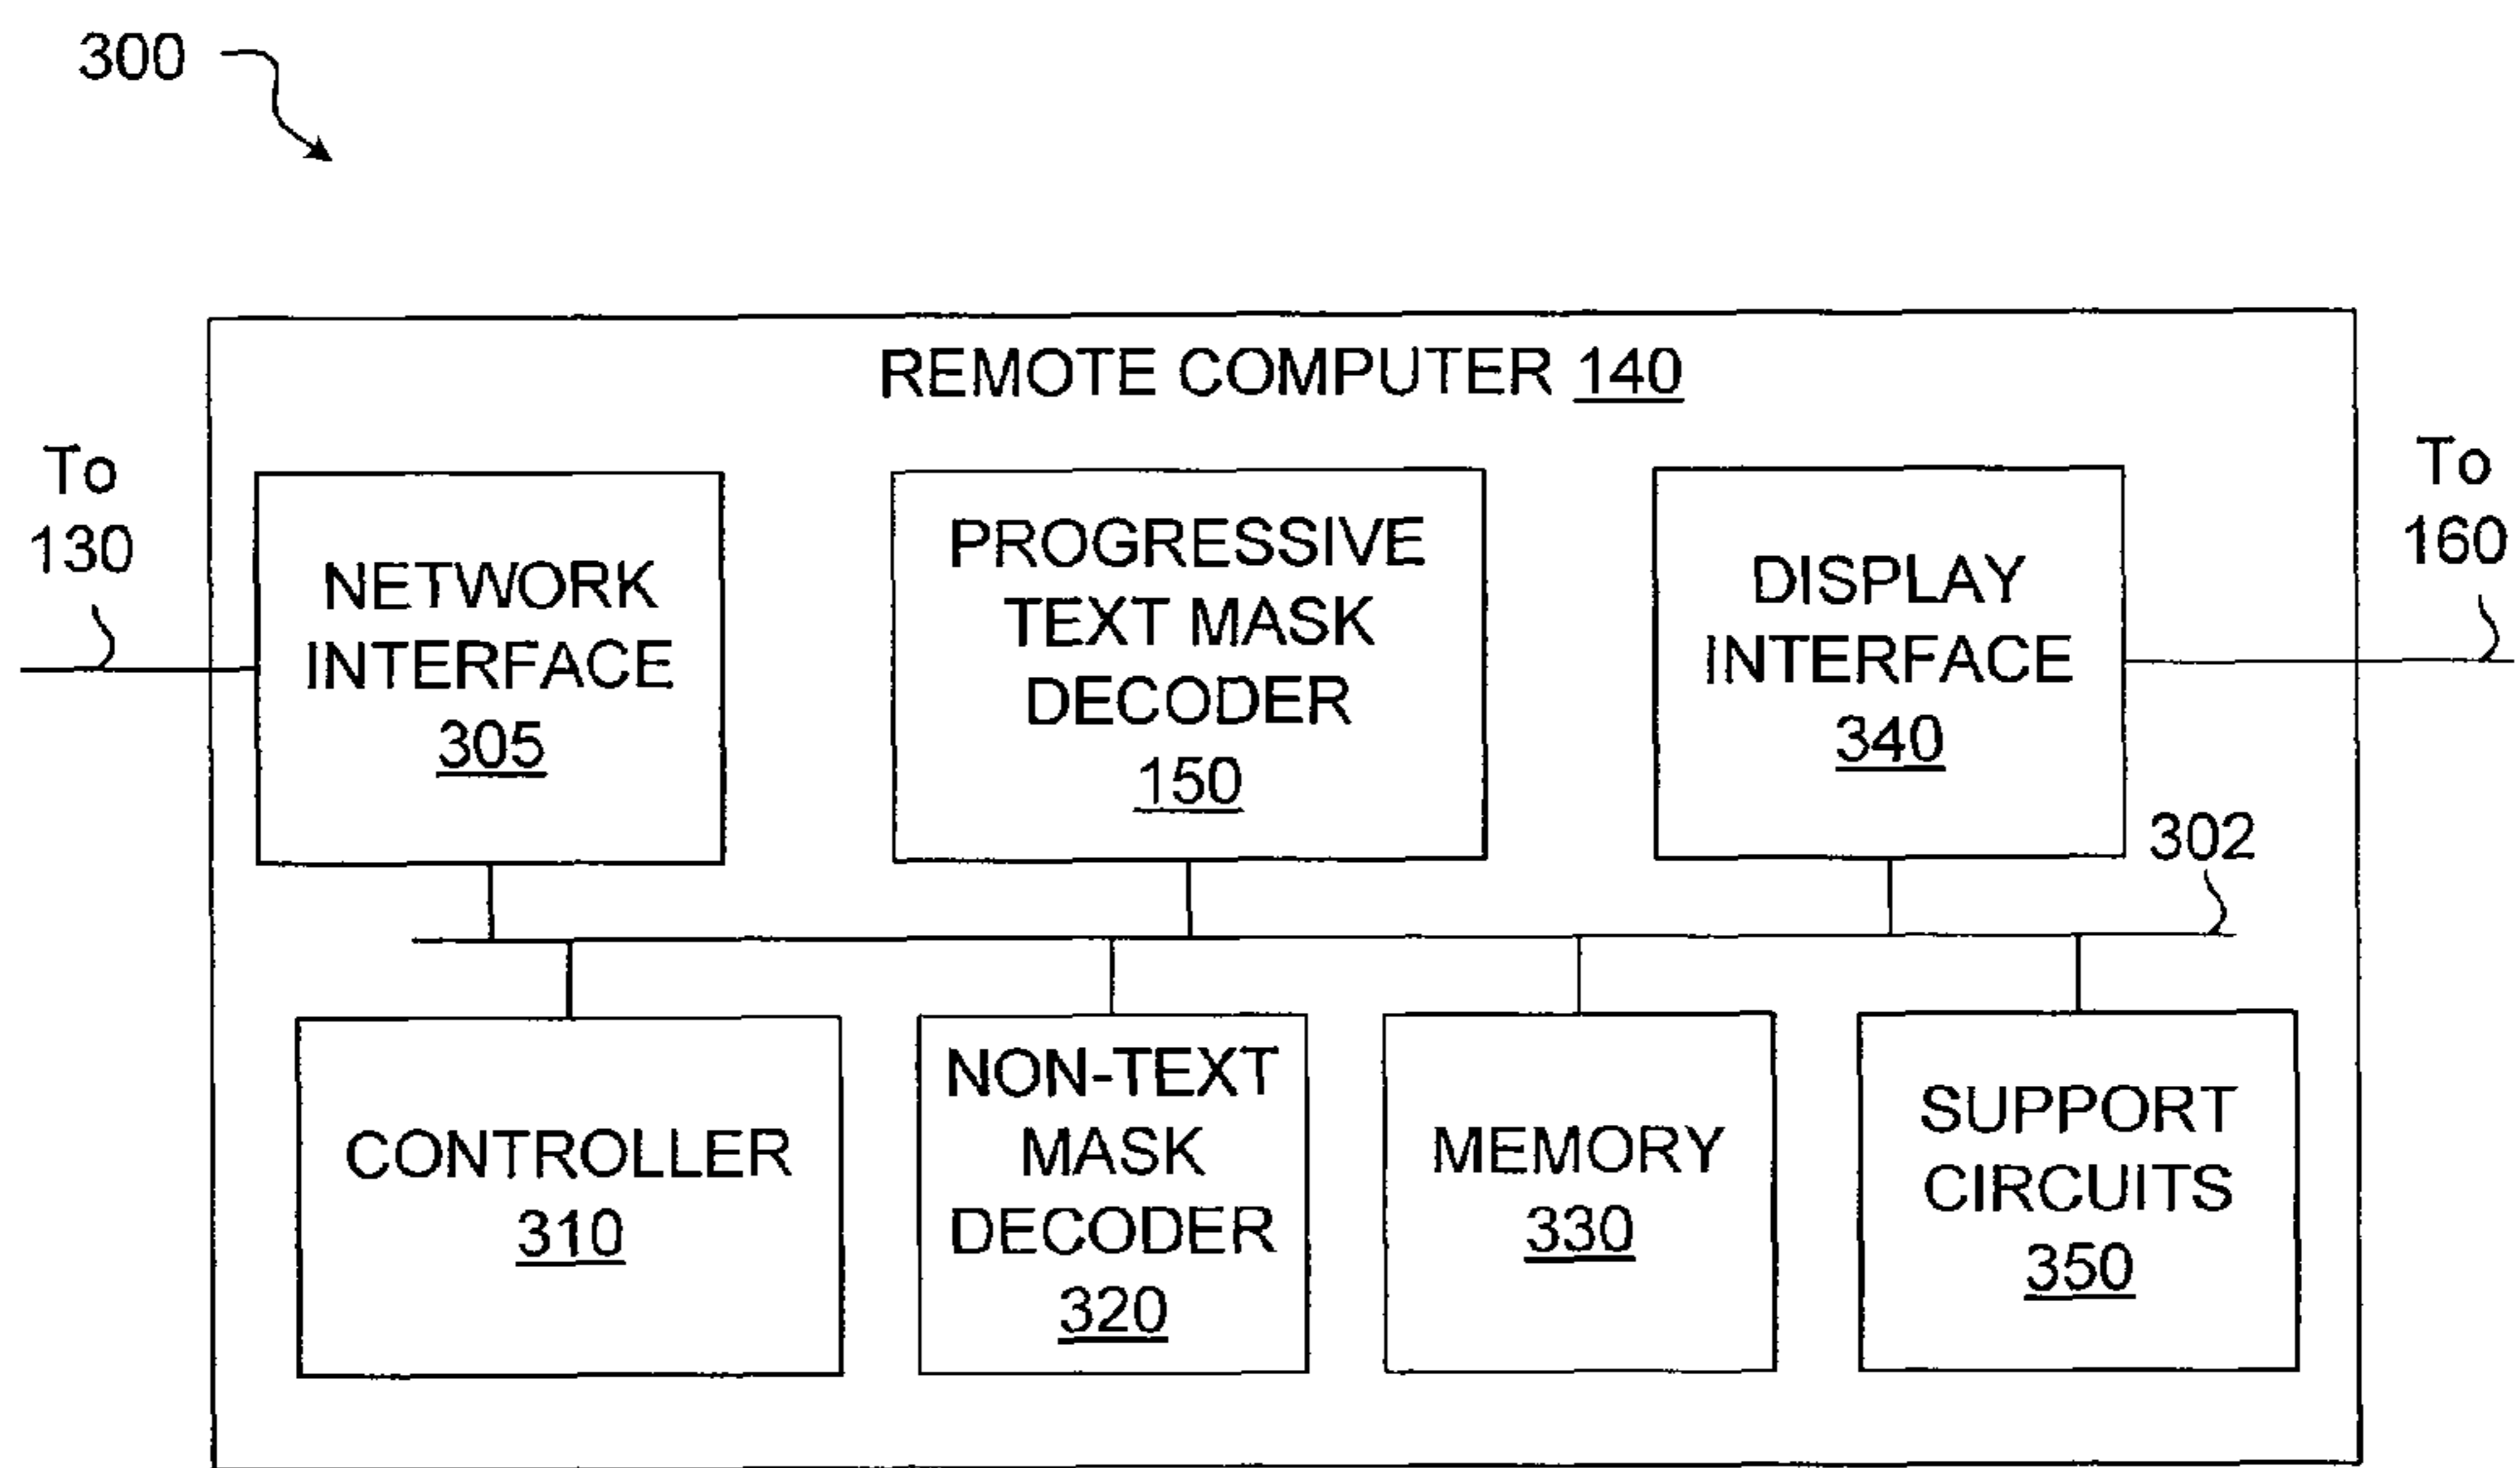 300
REMOTE COMPUTER 140
To
130
To
160
NETWORK
INTERFACE
305
PROGRESSIVE
TEXT MASK
DECODER
150
DISPLAY
INTERFACE
340
302
CONTROLLER
310
NON-TEXT
MASK
DECODER
320
MEMORY
330
SUPPORT
CIRCUITS
350